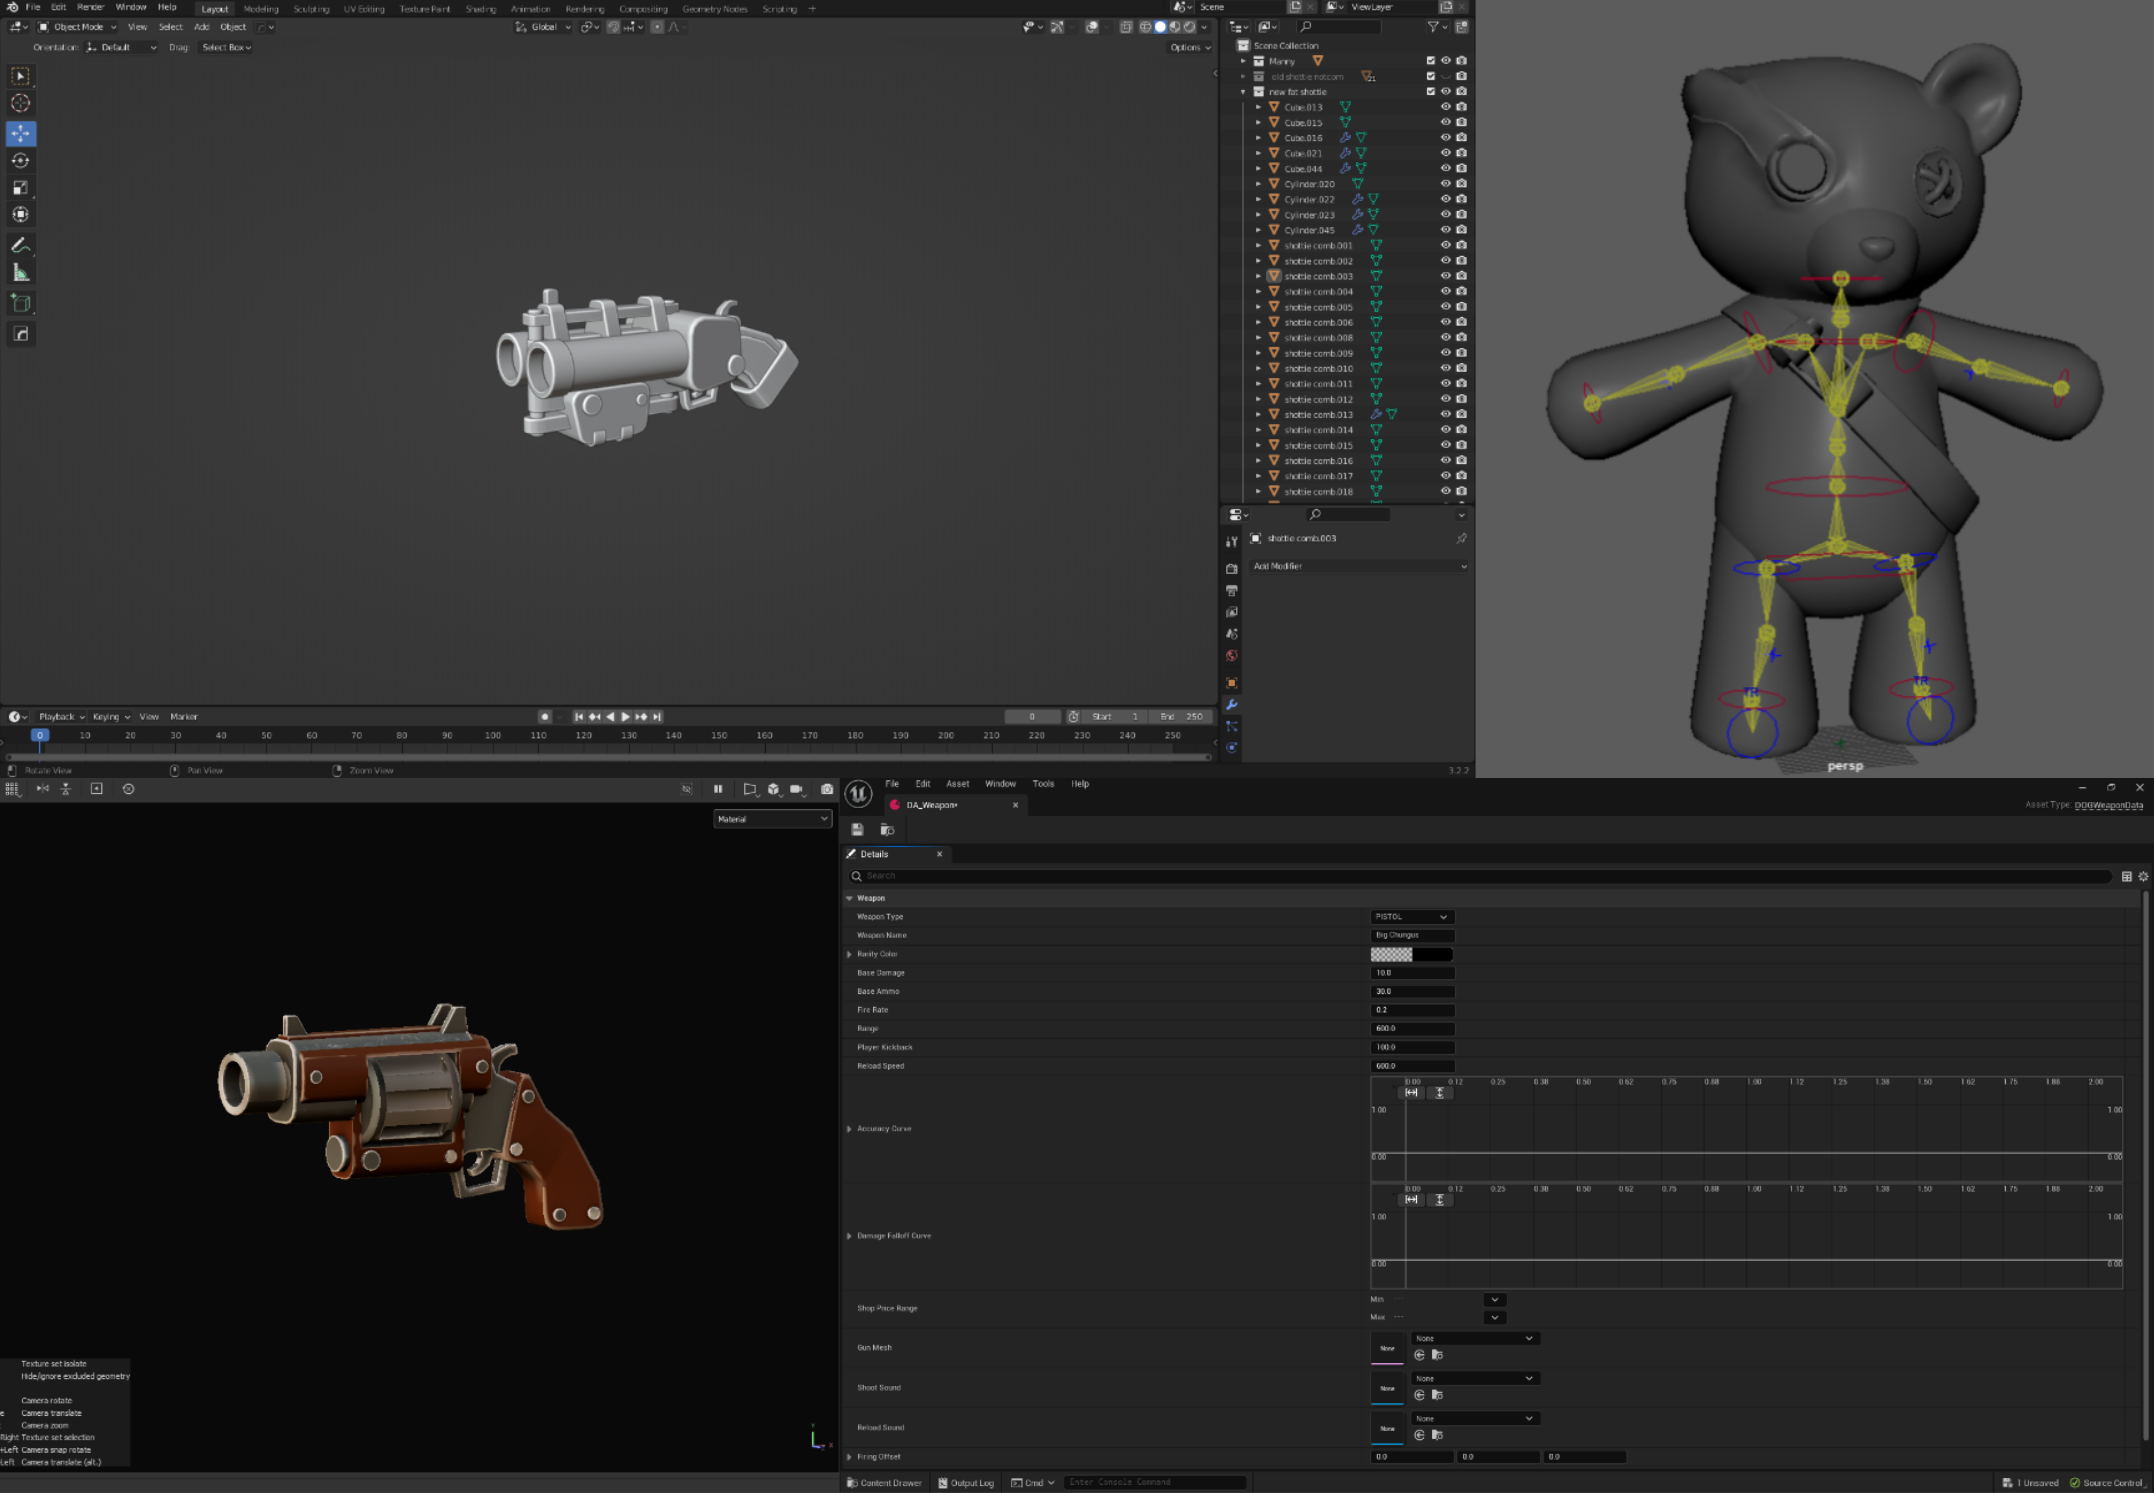 File Edit Render Window Help Layout Modeling Sculpting UV Editing Texture Paint Shading Animation Rendering Compositing Geometry Nodes Scripting + Scene ViewLayer
Object Mode View Select Add Object Global
Orientation: Default Drag: Select Box Options
Scene Collection
Manny
old shottie notcom
new fat shottie
Cube.013
Cube.015
Cube.016
Cube.021
Cube.044
Cylinder.020
Cylinder.022
Cylinder.023
Cylinder.045
shottie comb.001
shottie comb.002
shottie comb.003
shottie comb.004
shottie comb.005
shottie comb.006
shottie comb.008
shottie comb.009
shottie comb.010
shottie comb.011
shottie comb.012
shottie comb.013
shottie comb.014
shottie comb.015
shottie comb.016
shottie comb.017
shottie comb.018
shottie comb.003
Add Modifier
Playback Keying View Marker 0 Start 1 End 250
0 10 20 30 40 50 60 70 80 90 100 110 120 130 140 150 160 170 180 190 200 210 220 230 240 250
Rotate View Pan View Zoom View 3.2.2
persp
Material
Texture set isolate
Hide/ignore excluded geometry
Camera rotate
Camera translate
Camera zoom
Right Texture set selection
+Left Camera snap rotate
Left Camera translate (alt.)
File Edit Asset Window Tools Help
DA_Weapon*
Asset Type: DOGWeaponData
Details
Search
Weapon
Weapon Type PISTOL
Weapon Name Big Chungus
Rarity Color
Base Damage 10.0
Base Ammo 30.0
Fire Rate 0.2
Range 600.0
Player Kickback 100.0
Reload Speed 600.0
0.00 0.12 0.25 0.38 0.50 0.62 0.75 0.88 1.00 1.12 1.25 1.38 1.50 1.62 1.75 1.88 2.00
1.00 1.00
Accuracy Curve
0.00 0.00
0.00 0.12 0.25 0.38 0.50 0.62 0.75 0.88 1.00 1.12 1.25 1.38 1.50 1.62 1.75 1.88 2.00
1.00 1.00
Damage Falloff Curve
0.00 0.00
Shop Price Range
Min ---
Max ---
Gun Mesh None None
Shoot Sound None None
Reload Sound None None
Firing Offset 0.0 0.0 0.0
Content Drawer Output Log Cmd Enter Console Command 1 Unsaved Source Control